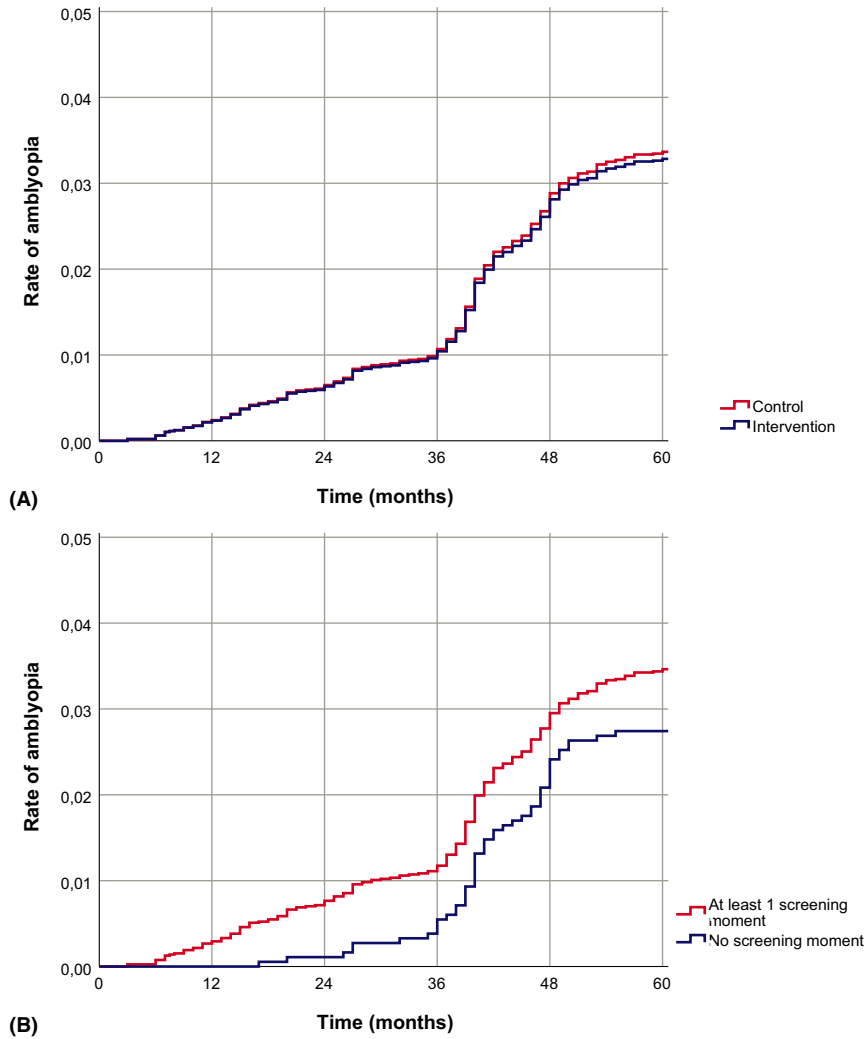 0,05
0,04
0,03
0,02
0,01
0,00
Rate of amblyopia
0 12 24 36 48 60
Time (months)
Control
Intervention
(A)
0,05
0,04
0,03
0,02
0,01
0,00
Rate of amblyopia
0 12 24 36 48 60
Time (months)
At least 1 screening
moment
No screening moment
(B)